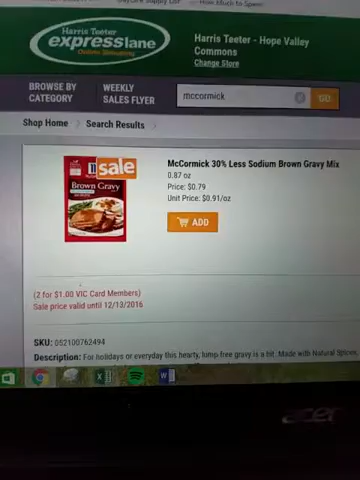 Harris Teeter
expresslane
Online Shopping
Harris Teeter - Hope Valley
Commons
Change Store
BROWSE BY
CATEGORY
WEEKLY
SALES FLYER
mccormick
GO
Shop Home
Search Results
sale
Brown Gravy
McCormick 30% Less Sodium Brown Gravy Mix
0.87 oz
Price: $0.79
Unit Price: $0.91/oz
ADD
(2 for $1.00 VIC Card Members)
Sale price valid until 12/13/2016
SKU: 052100762494
Description: For holidays or everyday this hearty, lump-free gravy is a hit. Made with Natural Spices,
acer